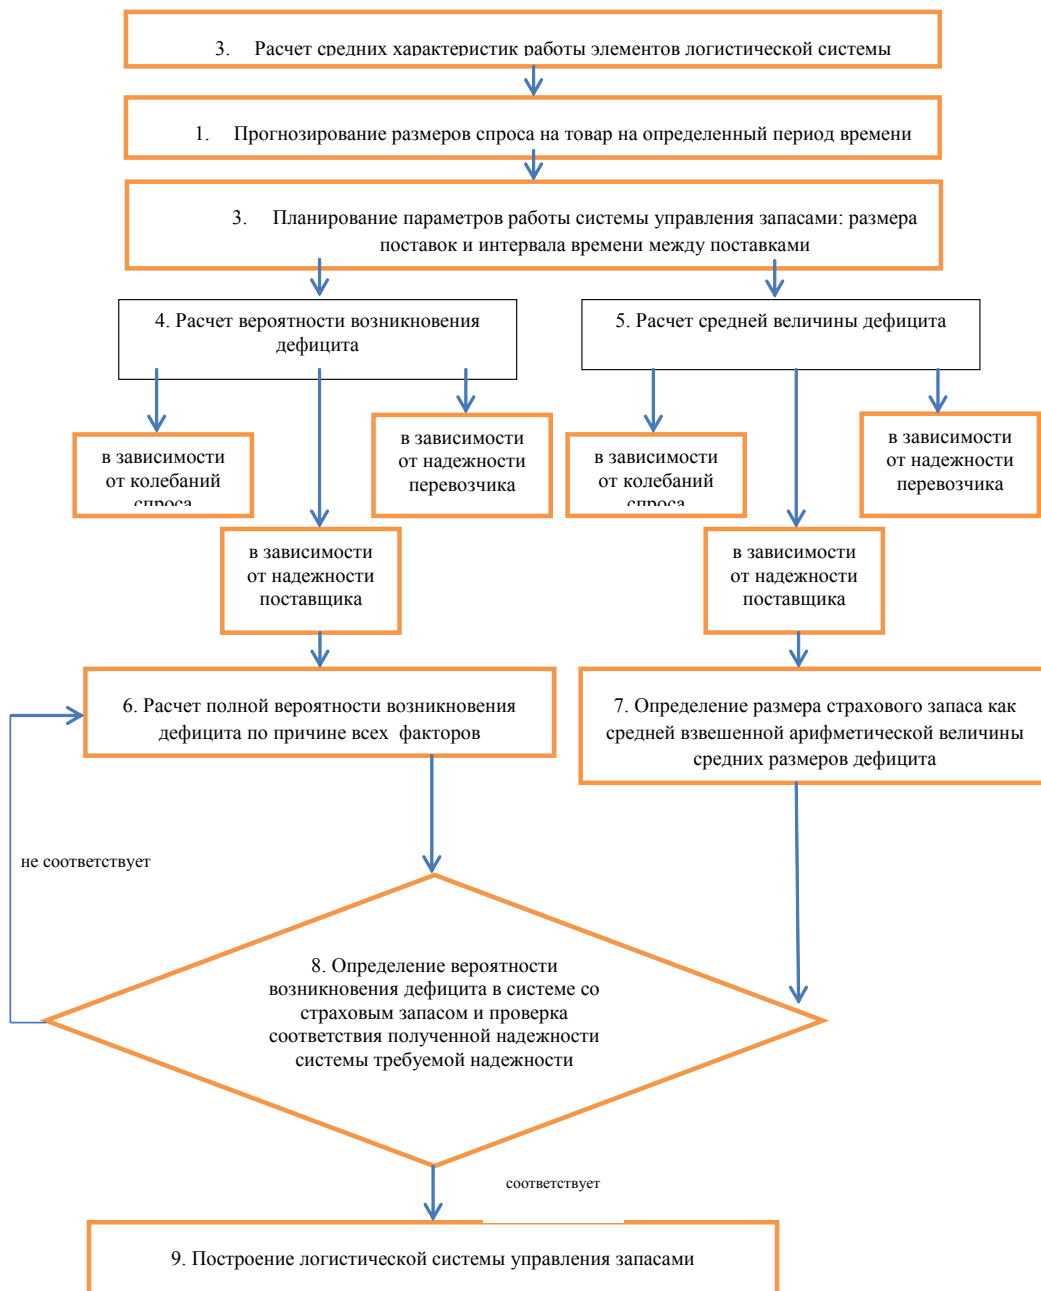 3. Расчет средних характеристик работы элементов логистической системы
1. Прогнозирование размеров спроса на товар на определенный период времени
3. Планирование параметров работы системы управления запасами: размера
поставок и интервала времени между поставками
4. Расчет вероятности возникновения
дефицита
5. Расчет средней величины дефицита
в зависимости
от колебаний
спроса
в зависимости
от надежности
перевозчика
в зависимости
от колебаний
спроса
в зависимости
от надежности
перевозчика
в зависимости
от надежности
поставщика
в зависимости
от надежности
поставщика
6. Расчет полной вероятности возникновения
дефицита по причине всех факторов
7. Определение размера страхового запаса как
средней взвешенной арифметической величины
средних размеров дефицита
не соответствует
8. Определение вероятности
возникновения дефицита в системе со
страховым запасом и проверка
соответствия полученной надежности
системы требуемой надежности
соответствует
9. Построение логистической системы управления запасами